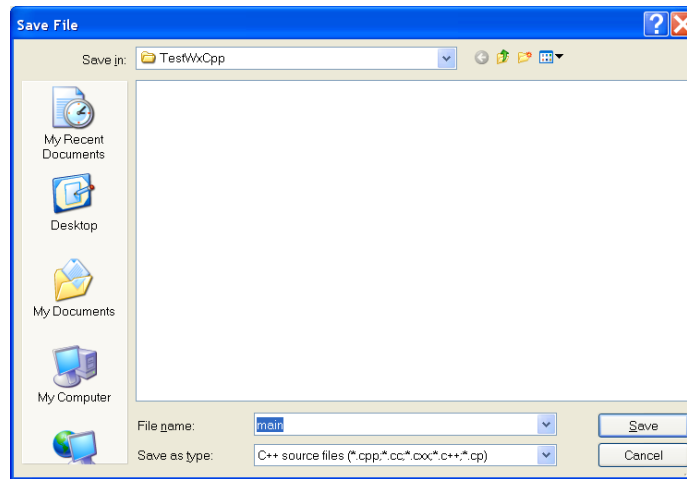 Save File
Save in: TestWxCpp
My Recent
Documents
Desktop
My Documents
My Computer
File name: main Save
Save as type: C++ source files (*.cpp;*.cc;*.cxx;*.c++;*.cp) Cancel